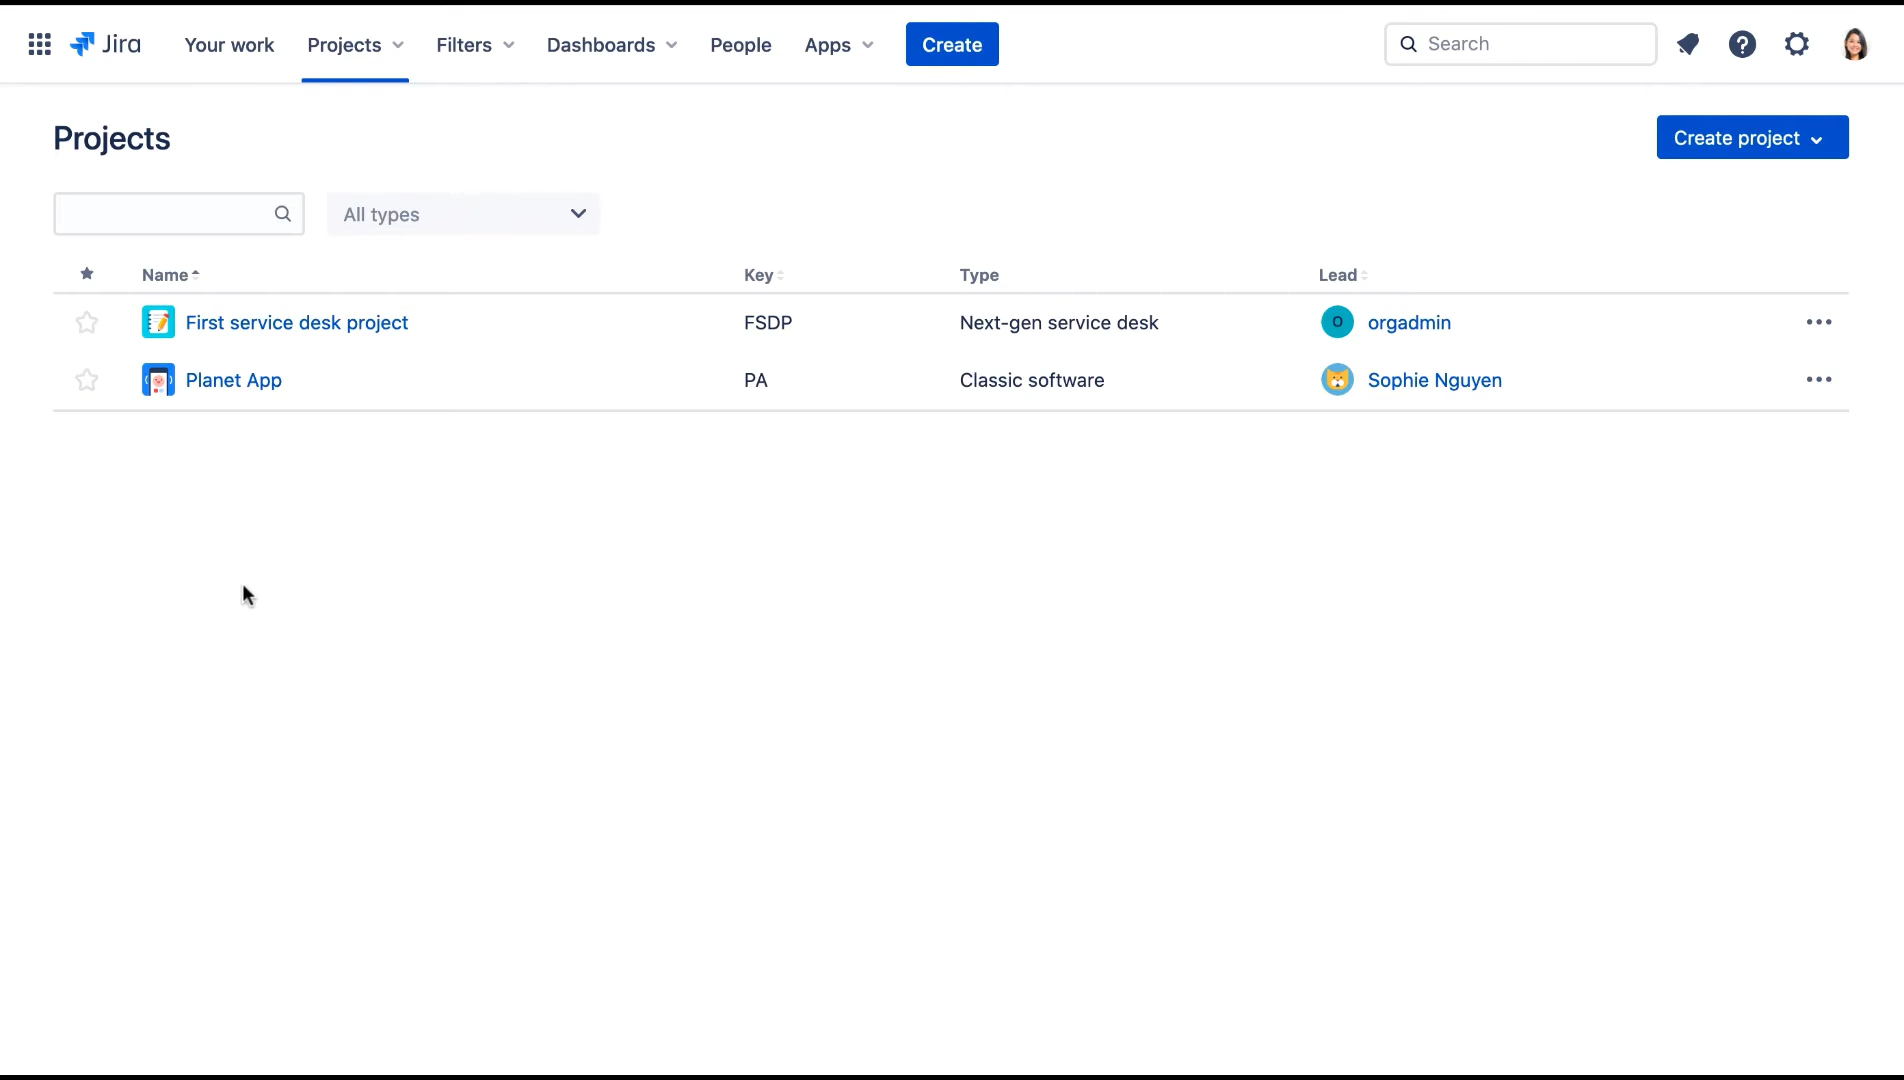 Jira Your work Projects Filters Dashboards People Apps Create Search
Projects
Create project
All types
Name Key Type Lead
First service desk project FSDP Next-gen service desk O orgadmin
Planet App PA Classic software Sophie Nguyen